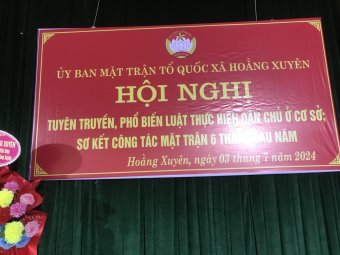 ỦY BAN MẶT TRẬN TỔ QUỐC XÃ HOẰNG XUYÊN
HỘI NGHỊ
TUYÊN TRUYỀN, PHỔ BIẾN LUẬT THỰC HIỆN DÂN CHỦ Ở CƠ SỞ;
SƠ KẾT CÔNG TÁC MẶT TRẬN 6 THÁNG ĐẦU NĂM
Hoằng Xuyên, ngày 03 tháng 7 năm 2024